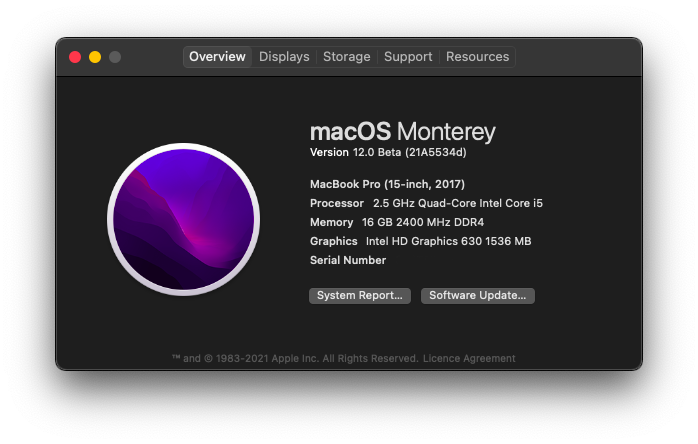 Overview Displays Storage Support Resources
macOS Monterey
Version 12.0 Beta (21A5534d)
MacBook Pro (15-inch, 2017)
Processor 2.5 GHz Quad-Core Intel Core i5
Memory 16 GB 2400 MHz DDR4
Graphics Intel HD Graphics 630 1536 MB
Serial Number
System Report... Software Update...
™ and © 1983-2021 Apple Inc. All Rights Reserved. Licence Agreement